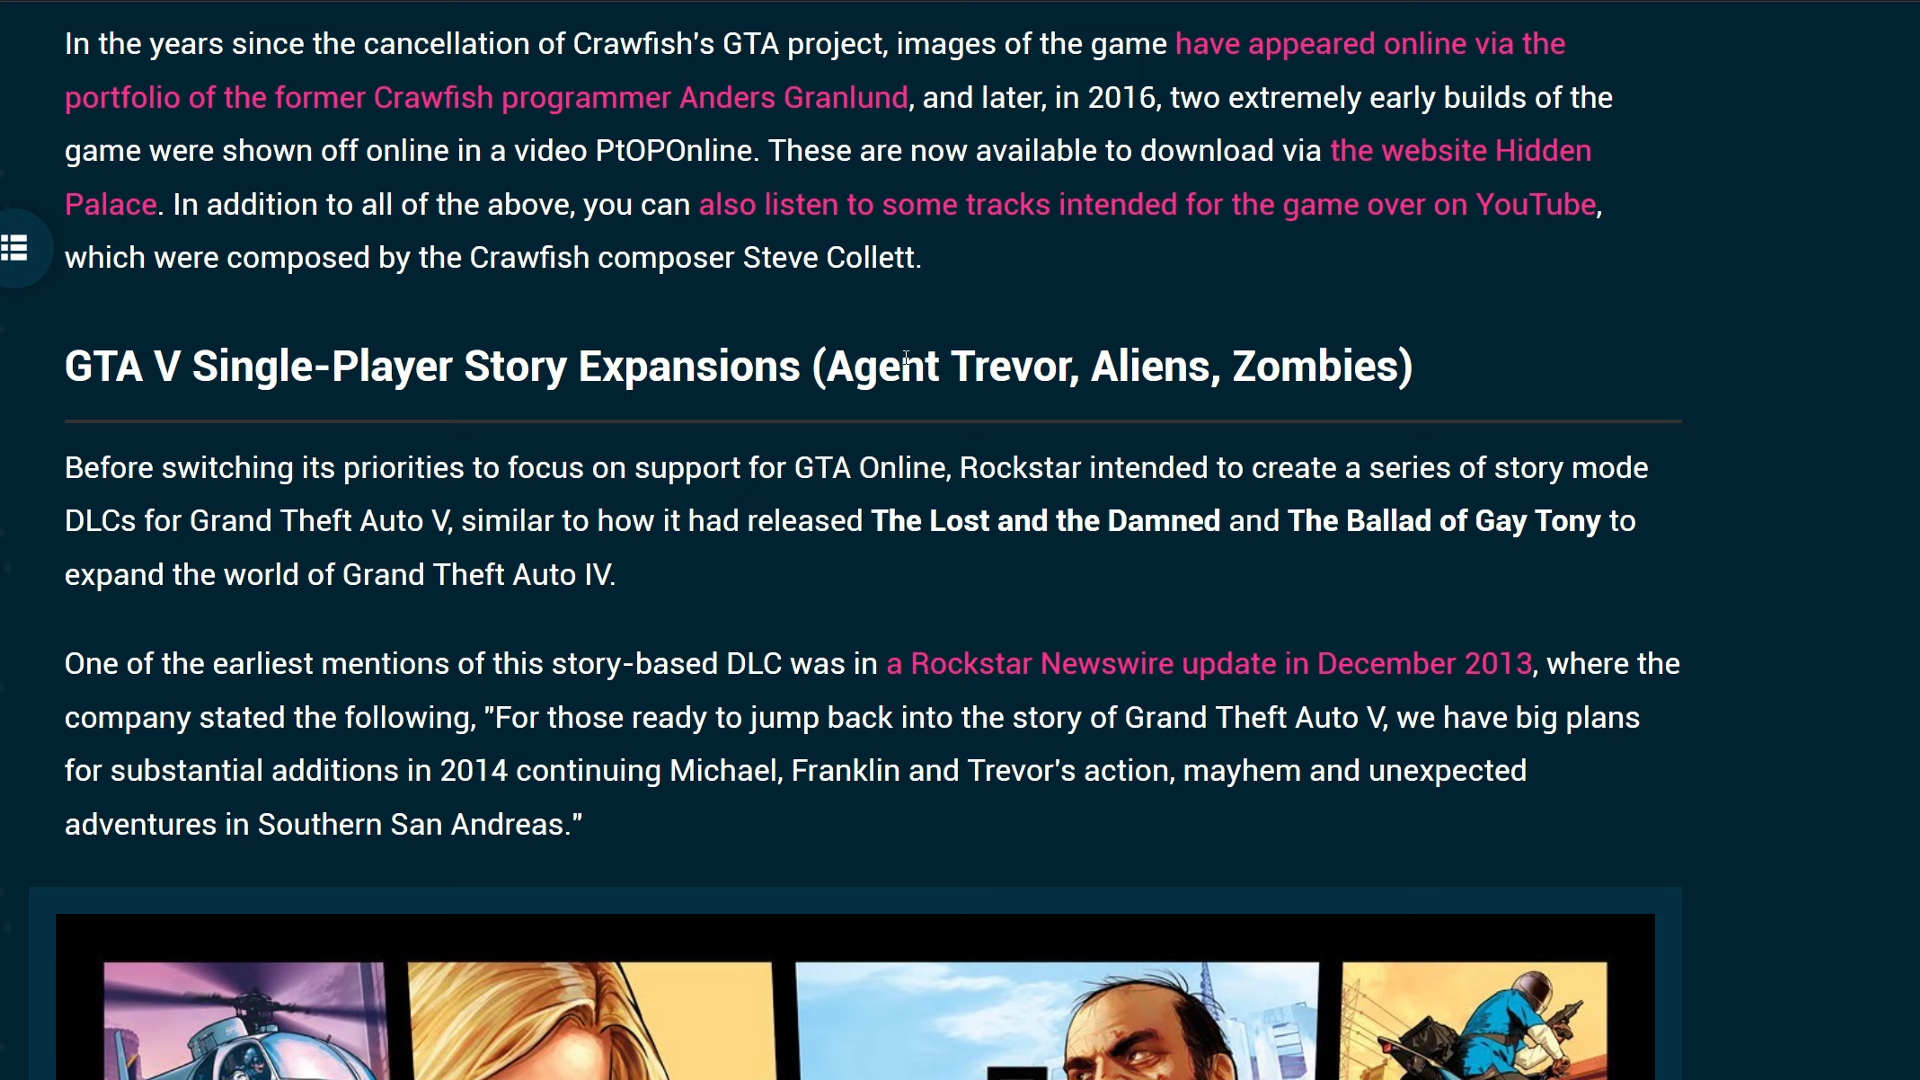 In the years since the cancellation of Crawfish's GTA project, images of the game have appeared online via the
portfolio of the former Crawfish programmer Anders Granlund, and later, in 2016, two extremely early builds of the
game were shown off online in a video PtOPOnline. These are now available to download via the website Hidden
Palace. In addition to all of the above, you can also listen to some tracks intended for the game over on YouTube,
which were composed by the Crawfish composer Steve Collett.
GTA V Single-Player Story Expansions (Agent Trevor, Aliens, Zombies)
Before switching its priorities to focus on support for GTA Online, Rockstar intended to create a series of story mode
DLCs for Grand Theft Auto V, similar to how it had released The Lost and the Damned and The Ballad of Gay Tony to
expand the world of Grand Theft Auto IV.
One of the earliest mentions of this story-based DLC was in a Rockstar Newswire update in December 2013, where the
company stated the following, "For those ready to jump back into the story of Grand Theft Auto V, we have big plans
for substantial additions in 2014 continuing Michael, Franklin and Trevor's action, mayhem and unexpected
adventures in Southern San Andreas."